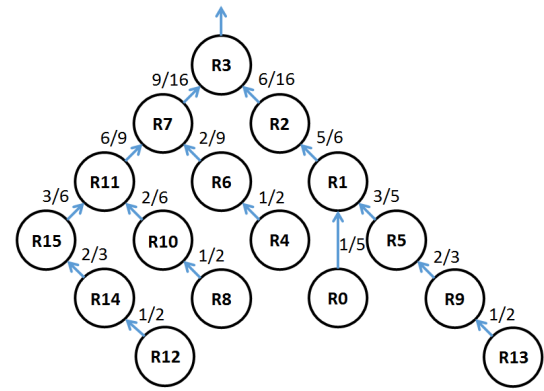 R3
9/16 6/16
R7 R2
6/9 2/9 5/6
R11 R6 R1
3/6 2/6 1/2 3/5
R15 R10 R4 R5
2/3 1/2 1/5 2/3
R14 R8 R0 R9
1/2 1/2
R12 R13